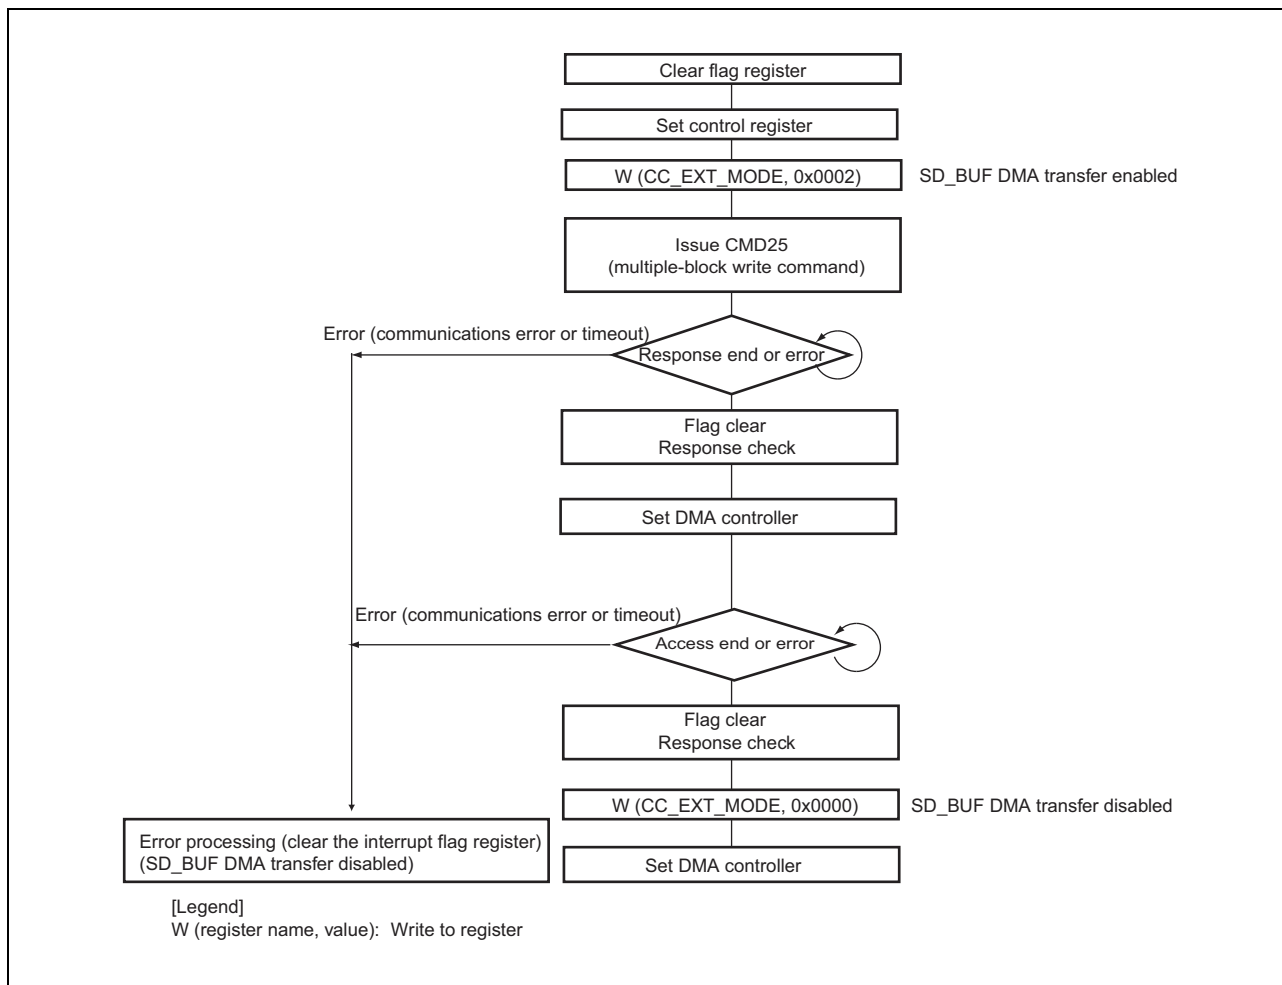 Clear flag register
Set control register
W (CC_EXT_MODE, 0x0002)
SD_BUF DMA transfer enabled
Issue CMD25
(multiple-block write command)
Error (communications error or timeout)
Response end or error
Flag clear
Response check
Set DMA controller
Error (communications error or timeout)
Access end or error
Flag clear
Response check
W (CC_EXT_MODE, 0x0000)
SD_BUF DMA transfer disabled
Error processing (clear the interrupt flag register)
(SD_BUF DMA transfer disabled)
Set DMA controller
[Legend]
W (register name, value): Write to register